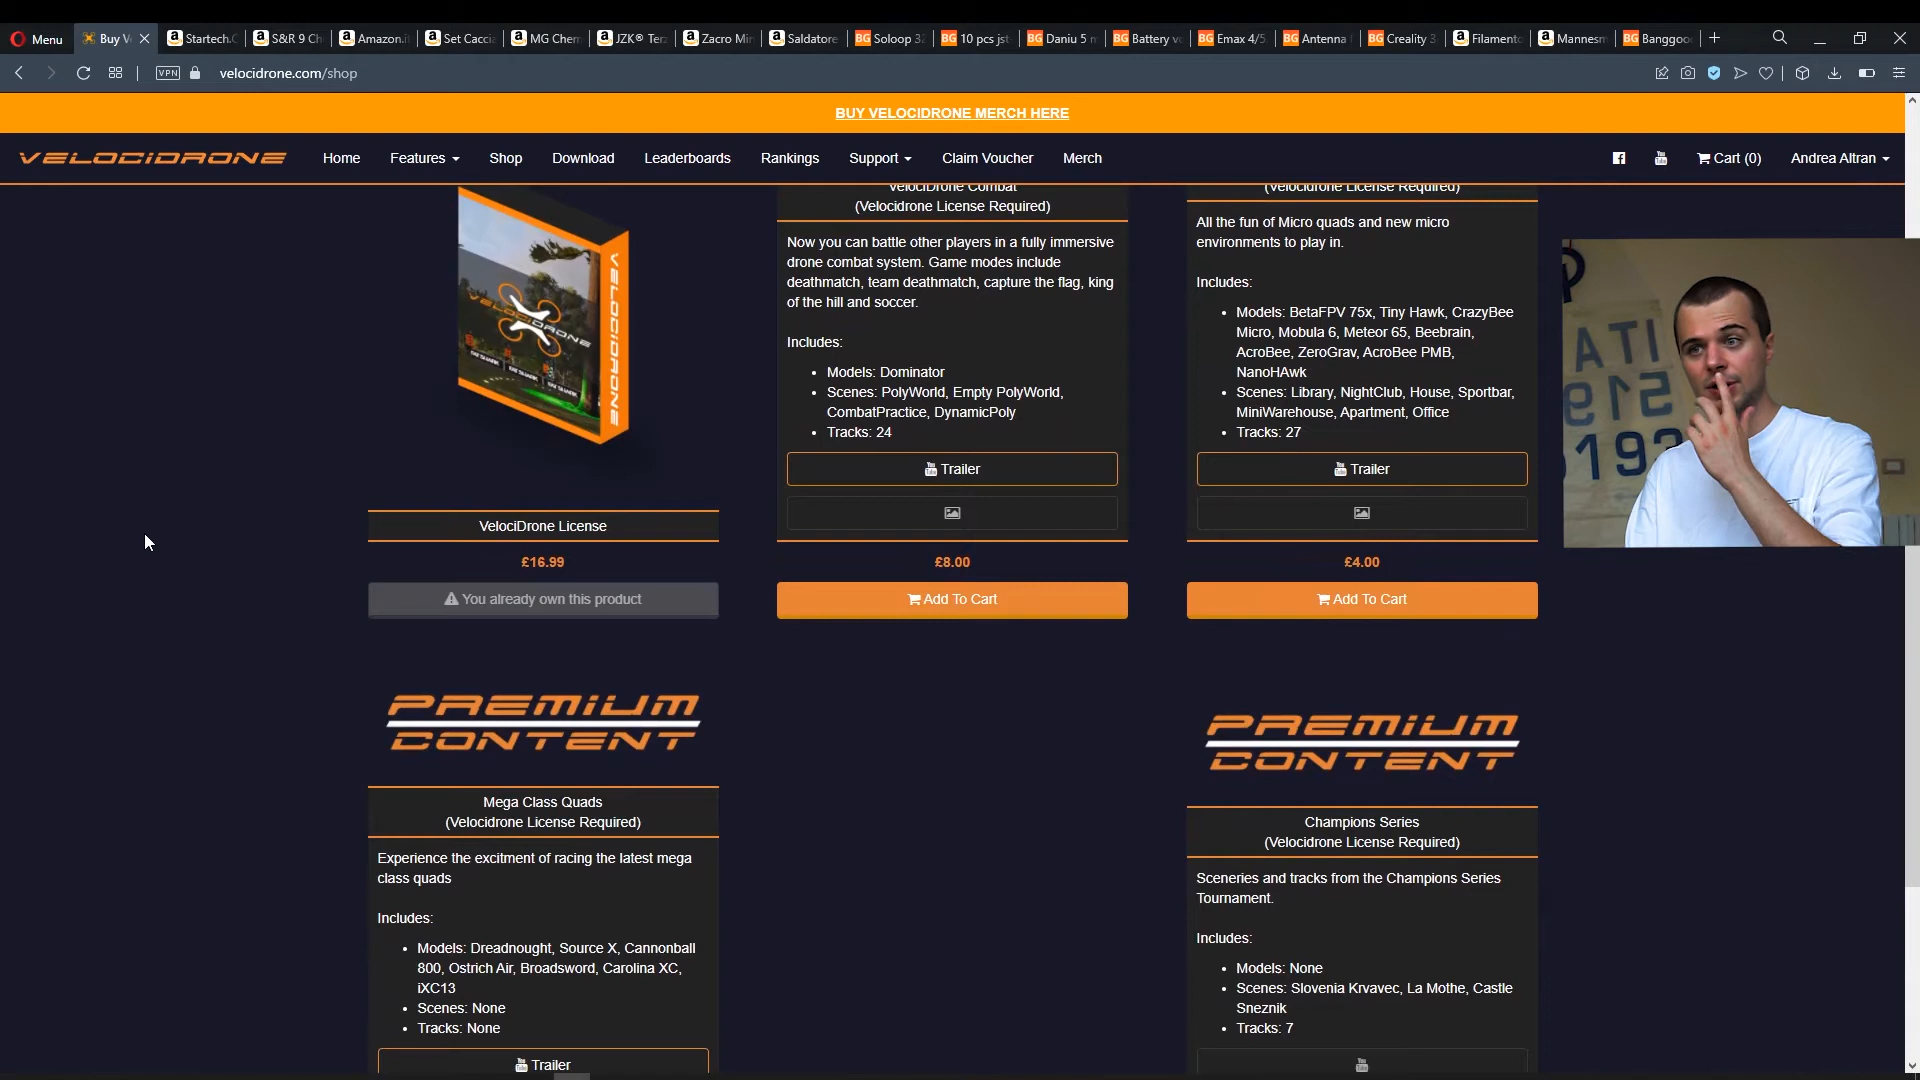 Menu
Buy V
Startech.
S&R 9 Ch
Amazon.i
Set Caccia
MG Chem
JZK® Ter
Zacro Mi
Saldatore
BG Soloop 3
BG 10 pcs jst
BG Daniu 5 m
BG Battery vo
BG Emax 4/5.
BG Antenna
BG Creality 3
Filamento
Mannesm
BG Banggoo
VPN
velocidrone.com/shop
BUY VELOCIDRONE MERCH HERE
VELOCIDRONE
Home
Features
Shop
Download
Leaderboards
Rankings
Support
Claim Voucher
Merch
Cart (0)
Andrea Altran
VELOCIDRONE
VELOCIDRONE
VelociDrone License
£16.99
You already own this product
VelociDrone Combat
(Velocidrone License Required)
Now you can battle other players in a fully immersive
drone combat system. Game modes include
deathmatch, team deathmatch, capture the flag, king
of the hill and soccer.
Includes:
• Models: Dominator
• Scenes: PolyWorld, Empty PolyWorld,
CombatPractice, DynamicPoly
• Tracks: 24
Trailer
£8.00
Add To Cart
(Velocidrone License Required)
All the fun of Micro quads and new micro
environments to play in.
Includes:
• Models: BetaFPV 75x, Tiny Hawk, CrazyBee
Micro, Mobula 6, Meteor 65, Beebrain,
AcroBee, ZeroGrav, AcroBee PMB,
NanoHAwk
• Scenes: Library, NightClub, House, Sportbar,
MiniWarehouse, Apartment, Office
• Tracks: 27
Trailer
£4.00
Add To Cart
PREMIUM
CONTENT
Mega Class Quads
(Velocidrone License Required)
Experience the excitment of racing the latest mega
class quads
Includes:
• Models: Dreadnought, Source X, Cannonball
800, Ostrich Air, Broadsword, Carolina XC,
iXC13
• Scenes: None
• Tracks: None
Trailer
PREMIUM
CONTENT
Champions Series
(Velocidrone License Required)
Sceneries and tracks from the Champions Series
Tournament.
Includes:
• Models: None
• Scenes: Slovenia Krvavec, La Mothe, Castle
Sneznik
• Tracks: 7